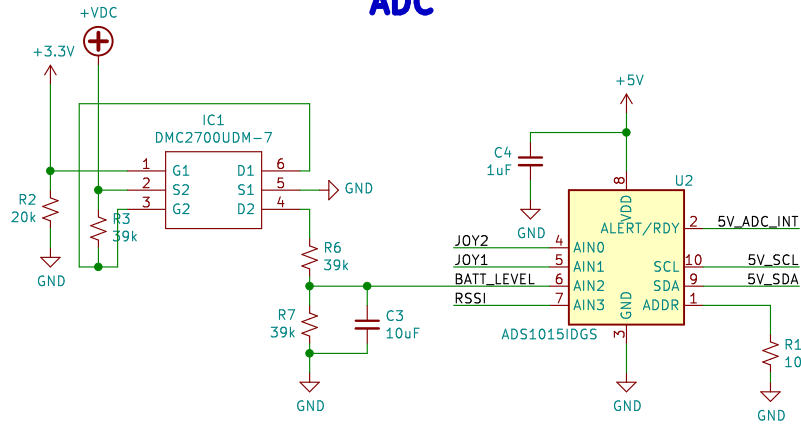 ADC
+VDC
+3.3V
IC1
DMC2700UDM-7
1 G1 D1 6
2 S2 S1 5 GND
3 G2 D2 4
R2
20k
R3
39k
GND
R6
39k
R7
39k
C3
10uF
GND
+5V
C4
1uF
GND
U2
8
VDD
ALERT/RDY 2 5V_ADC_INT
JOY2 4 AIN0
JOY1 5 AIN1 SCL 10 5V_SCL
BATT_LEVEL 6 AIN2 SDA 9 5V_SDA
RSSI 7 AIN3 ADDR 1
GND
3
ADS1015IDGS
GND
R1
10
GND